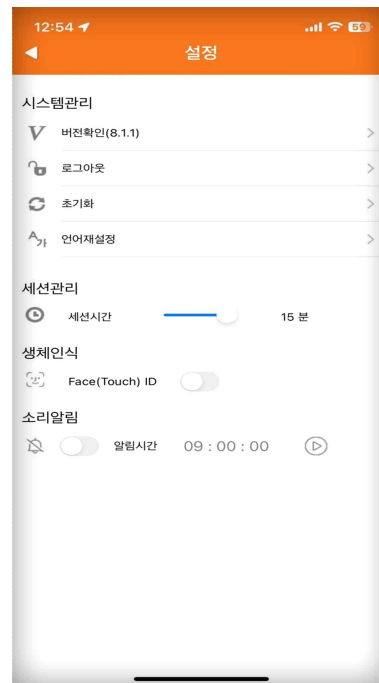 12:54
59
설정
시스템관리
V 버전확인(8.1.1)
로그아웃
초기화
A가 언어재설정
세션관리
세션시간 15 분
생체인식
Face(Touch) ID
소리알림
알림시간 09 : 00 : 00